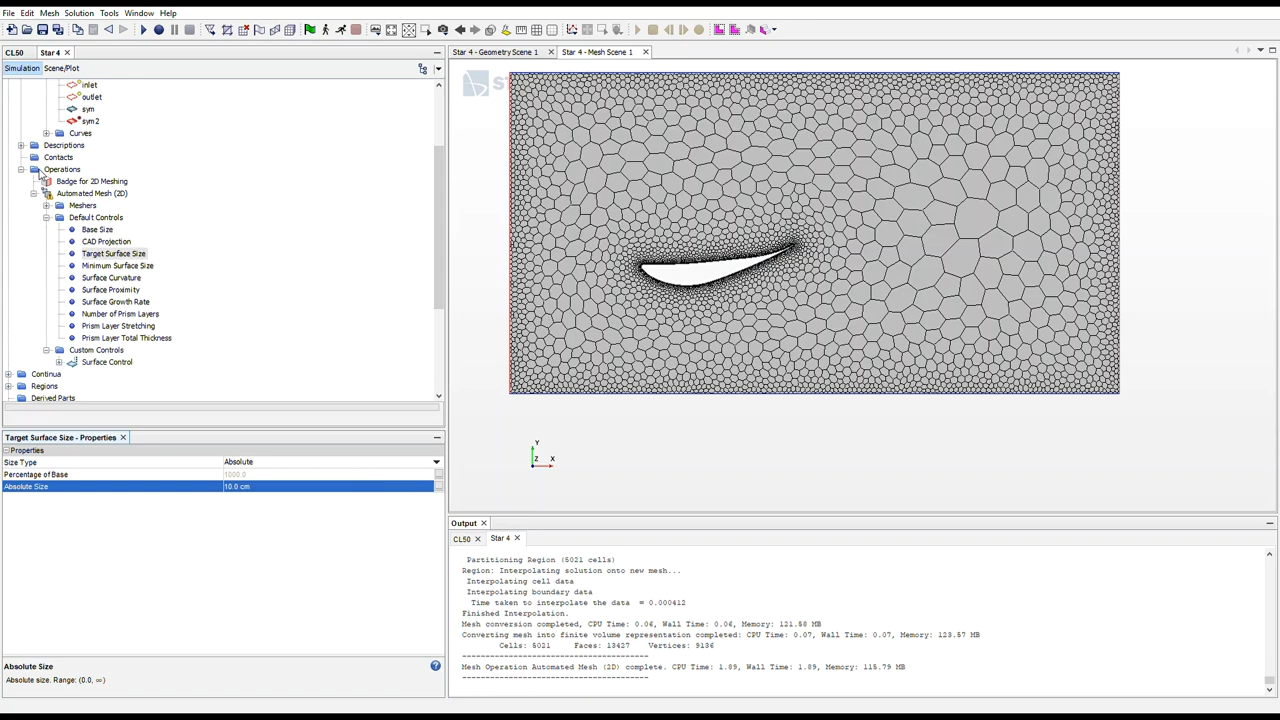 File Edit Mesh Solution Tools Window Help
CL50 Star 4
Star 4 - Geometry Scene 1 Star 4 - Mesh Scene 1
Simulation Scene/Plot
inlet
outlet
sym
sym2
Curves
Descriptions
Contacts
Operations
Badge for 2D Meshing
Automated Mesh (2D)
Meshers
Default Controls
Base Size
CAD Projection
Target Surface Size
Minimum Surface Size
Surface Curvature
Surface Proximity
Surface Growth Rate
Number of Prism Layers
Prism Layer Stretching
Prism Layer Total Thickness
Custom Controls
Surface Control
Continua
Regions
Derived Parts
Y
Z X
Target Surface Size - Properties
Properties
Size Type Absolute
Percentage of Base 1000.0
Absolute Size 10.0 cm
Absolute Size
Absolute size. Range: (0.0, ∞)
Output
CL50 Star 4
Partitioning Region (5021 cells)
Region: Interpolating solution onto new mesh...
Interpolating cell data
Interpolating boundary data
Time taken to interpolate the data = 0.000412
Finished Interpolation.
Mesh conversion completed, CPU Time: 0.06, Wall Time: 0.06, Memory: 121.58 MB
Converting mesh into finite volume representation completed: CPU Time: 0.07, Wall Time: 0.07, Memory: 123.57 MB
Cells: 5021 Faces: 13427 Vertices: 9136
----------------------------------------
Mesh Operation Automated Mesh (2D) complete. CPU Time: 1.89, Wall Time: 1.89, Memory: 115.79 MB
----------------------------------------